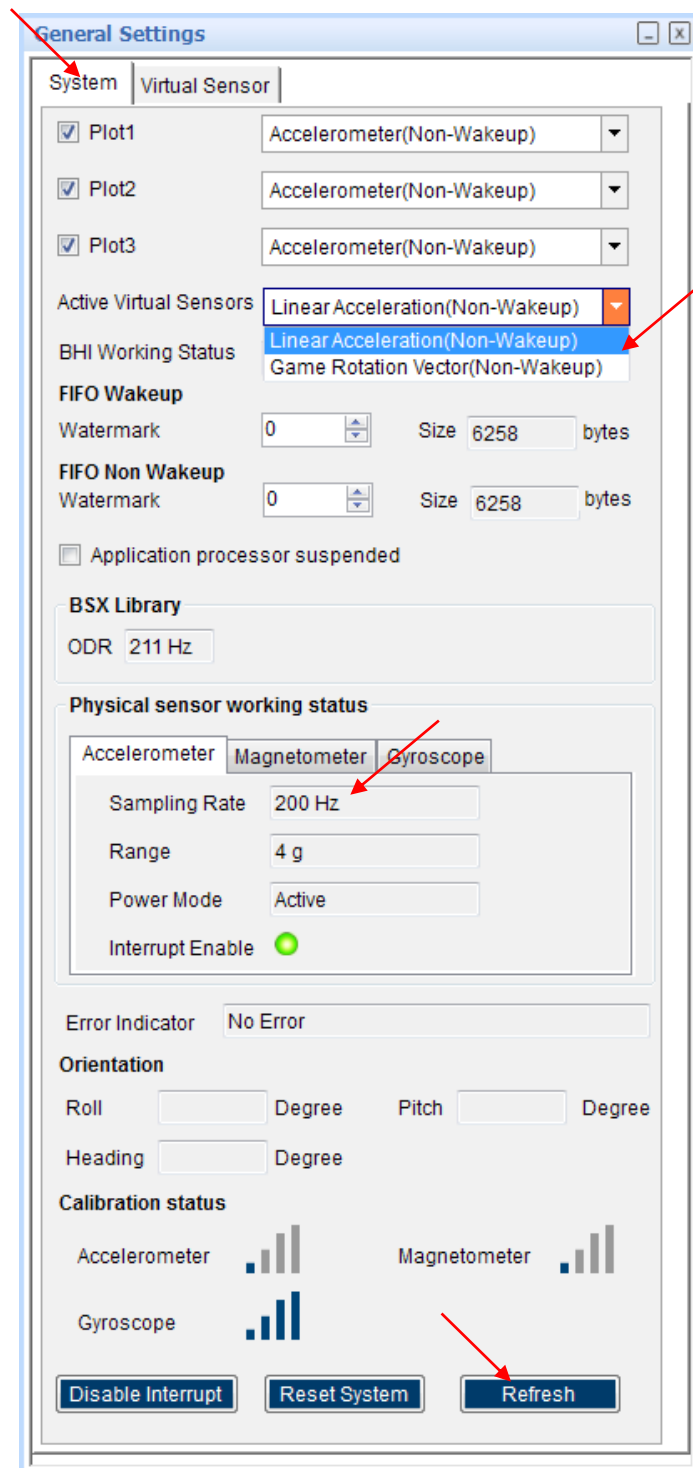 General Settings
System Virtual Sensor
Plot1 Accelerometer(Non-Wakeup)
Plot2 Accelerometer(Non-Wakeup)
Plot3 Accelerometer(Non-Wakeup)
Active Virtual Sensors Linear Acceleration(Non-Wakeup)
Linear Acceleration(Non-Wakeup)
BHI Working Status
Game Rotation Vector(Non-Wakeup)
FIFO Wakeup
Watermark 0 Size 6258 bytes
FIFO Non Wakeup
Watermark 0 Size 6258 bytes
Application processor suspended
BSX Library
ODR 211 Hz
Physical sensor working status
Accelerometer Magnetometer Gyroscope
Sampling Rate 200 Hz
Range 4 g
Power Mode Active
Interrupt Enable
Error Indicator No Error
Orientation
Roll Degree Pitch Degree
Heading Degree
Calibration status
Accelerometer Magnetometer
Gyroscope
Disable Interrupt Reset System Refresh